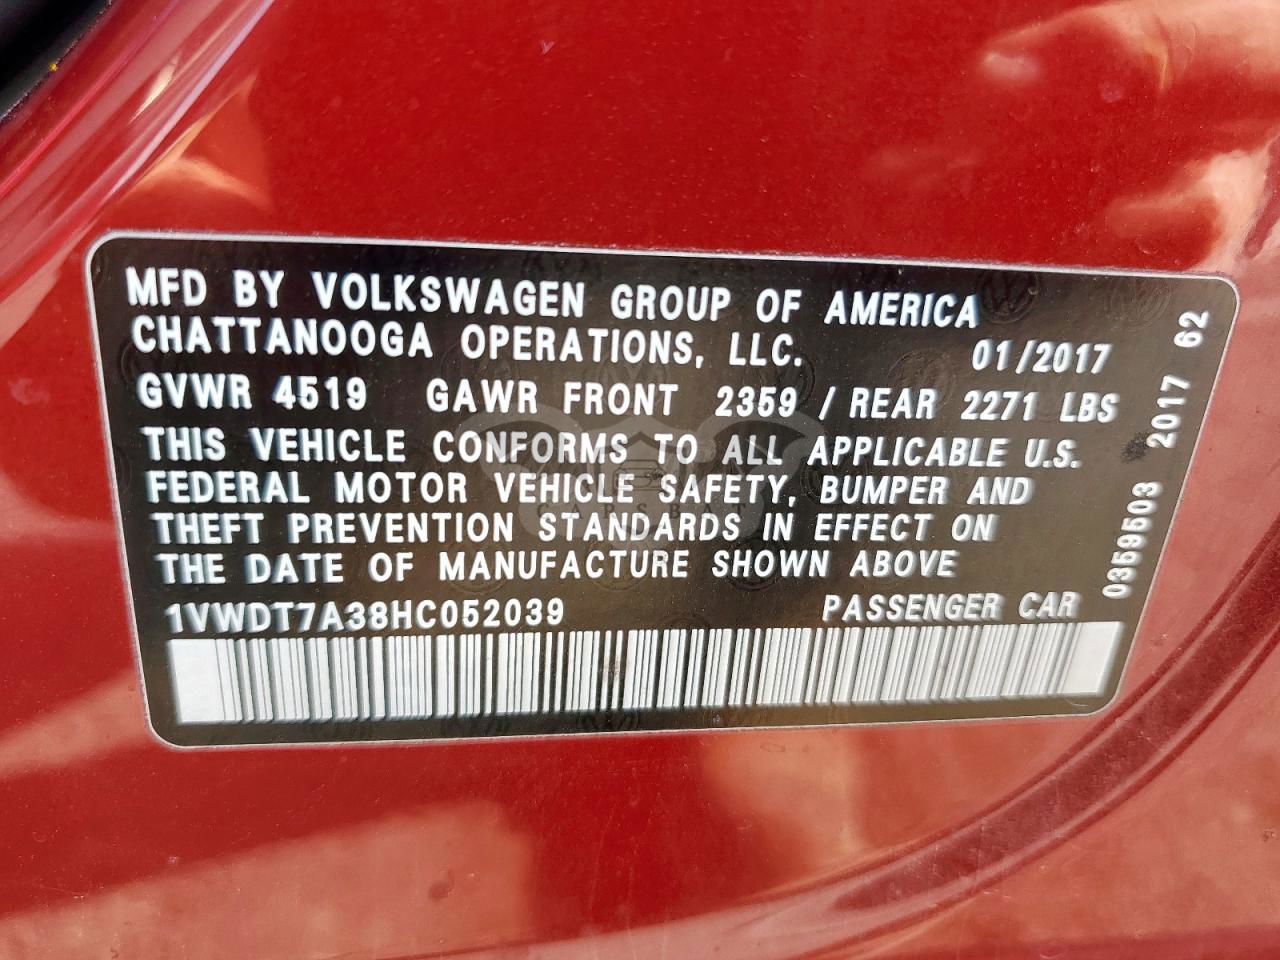 MFD BY VOLKSWAGEN GROUP OF AMERICA
CHATTANOOGA OPERATIONS, LLC. 01/2017
GVWR 4519 GAWR FRONT 2359 / REAR 2271 LBS
THIS VEHICLE CONFORMS TO ALL APPLICABLE U.S.
FEDERAL MOTOR VEHICLE SAFETY, BUMPER AND
THEFT PREVENTION STANDARDS IN EFFECT ON
THE DATE OF MANUFACTURE SHOWN ABOVE
1VWDT7A38HC052039 PASSENGER CAR
0359503 2017 62
CARSBAT